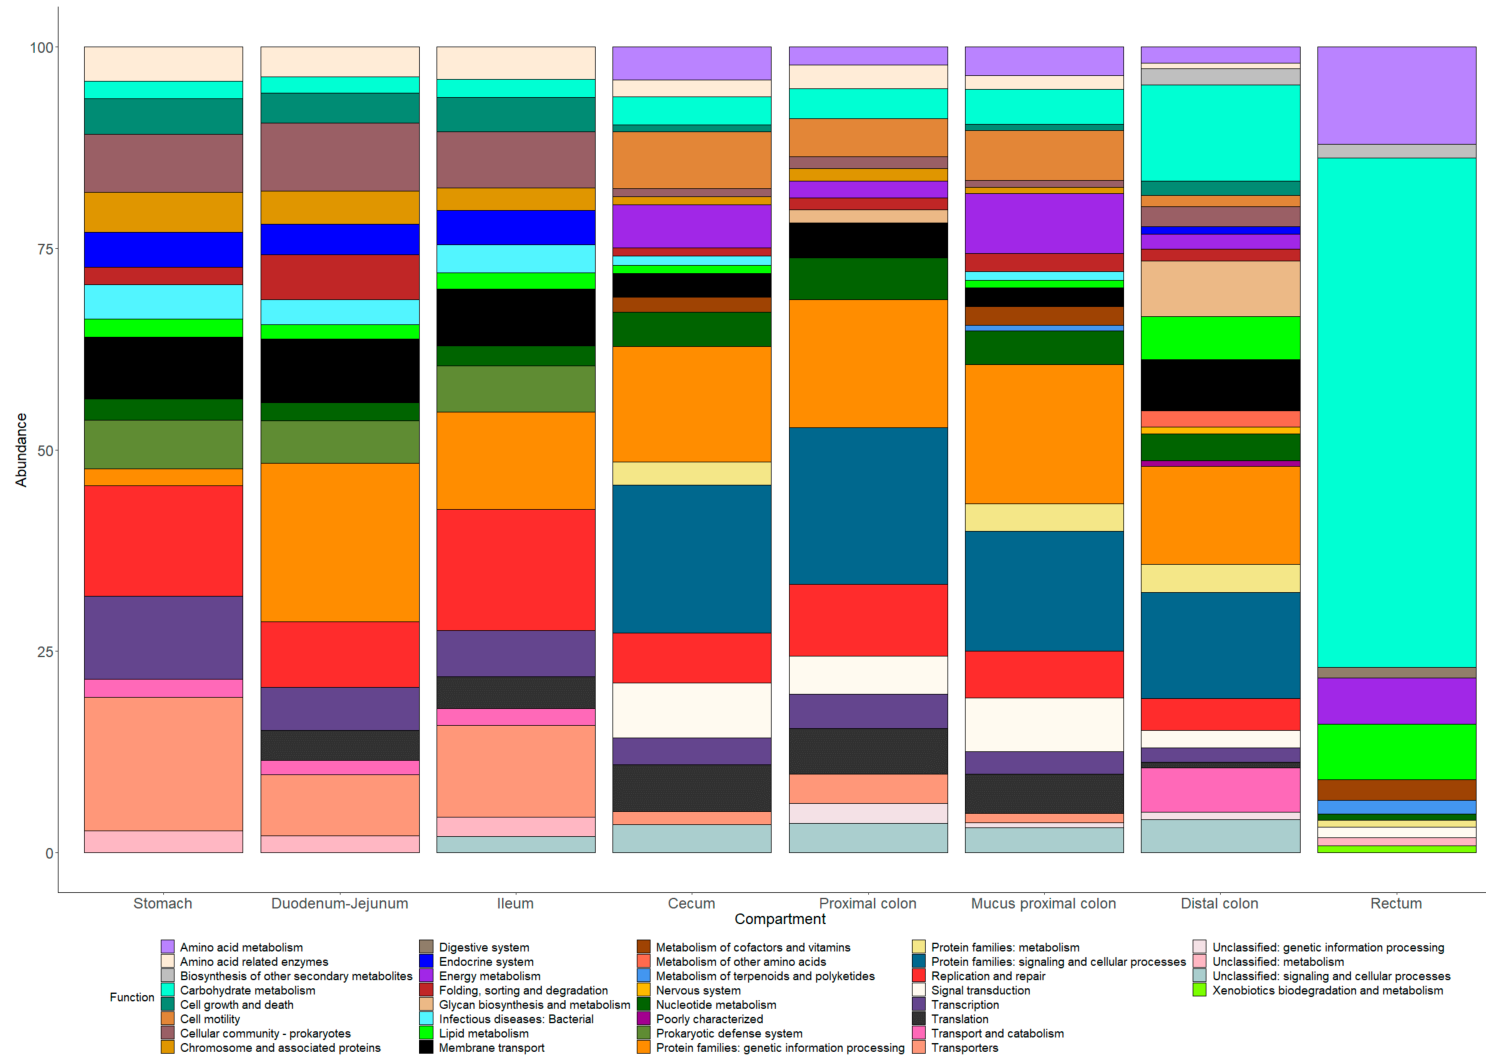 100
75
50
25
0
Abundance
Stomach
Duodenum-Jejunum
Ileum
Cecum
Proximal colon
Mucus proximal colon
Distal colon
Rectum
Compartment
Function
Amino acid metabolism
Amino acid related enzymes
Biosynthesis of other secondary metabolites
Carbohydrate metabolism
Cell growth and death
Cell motility
Cellular community - prokaryotes
Chromosome and associated proteins
Digestive system
Endocrine system
Energy metabolism
Folding, sorting and degradation
Glycan biosynthesis and metabolism
Infectious diseases: Bacterial
Lipid metabolism
Membrane transport
Metabolism of cofactors and vitamins
Metabolism of other amino acids
Metabolism of terpenoids and polyketides
Nervous system
Nucleotide metabolism
Poorly characterized
Prokaryotic defense system
Protein families: genetic information processing
Protein families: metabolism
Protein families: signaling and cellular processes
Replication and repair
Signal transduction
Transcription
Translation
Transport and catabolism
Transporters
Unclassified: genetic information processing
Unclassified: metabolism
Unclassified: signaling and cellular processes
Xenobiotics biodegradation and metabolism